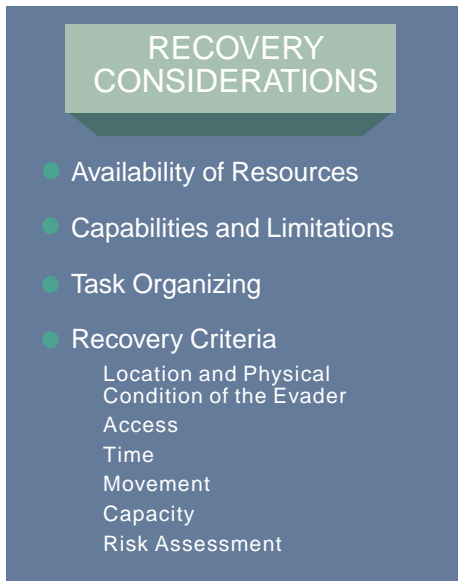 RECOVERY
CONSIDERATIONS
Availability of Resources
Capabilities and Limitations
Task Organizing
Recovery Criteria
Location and Physical
Condition of the Evader
Access
Time
Movement
Capacity
Risk Assessment